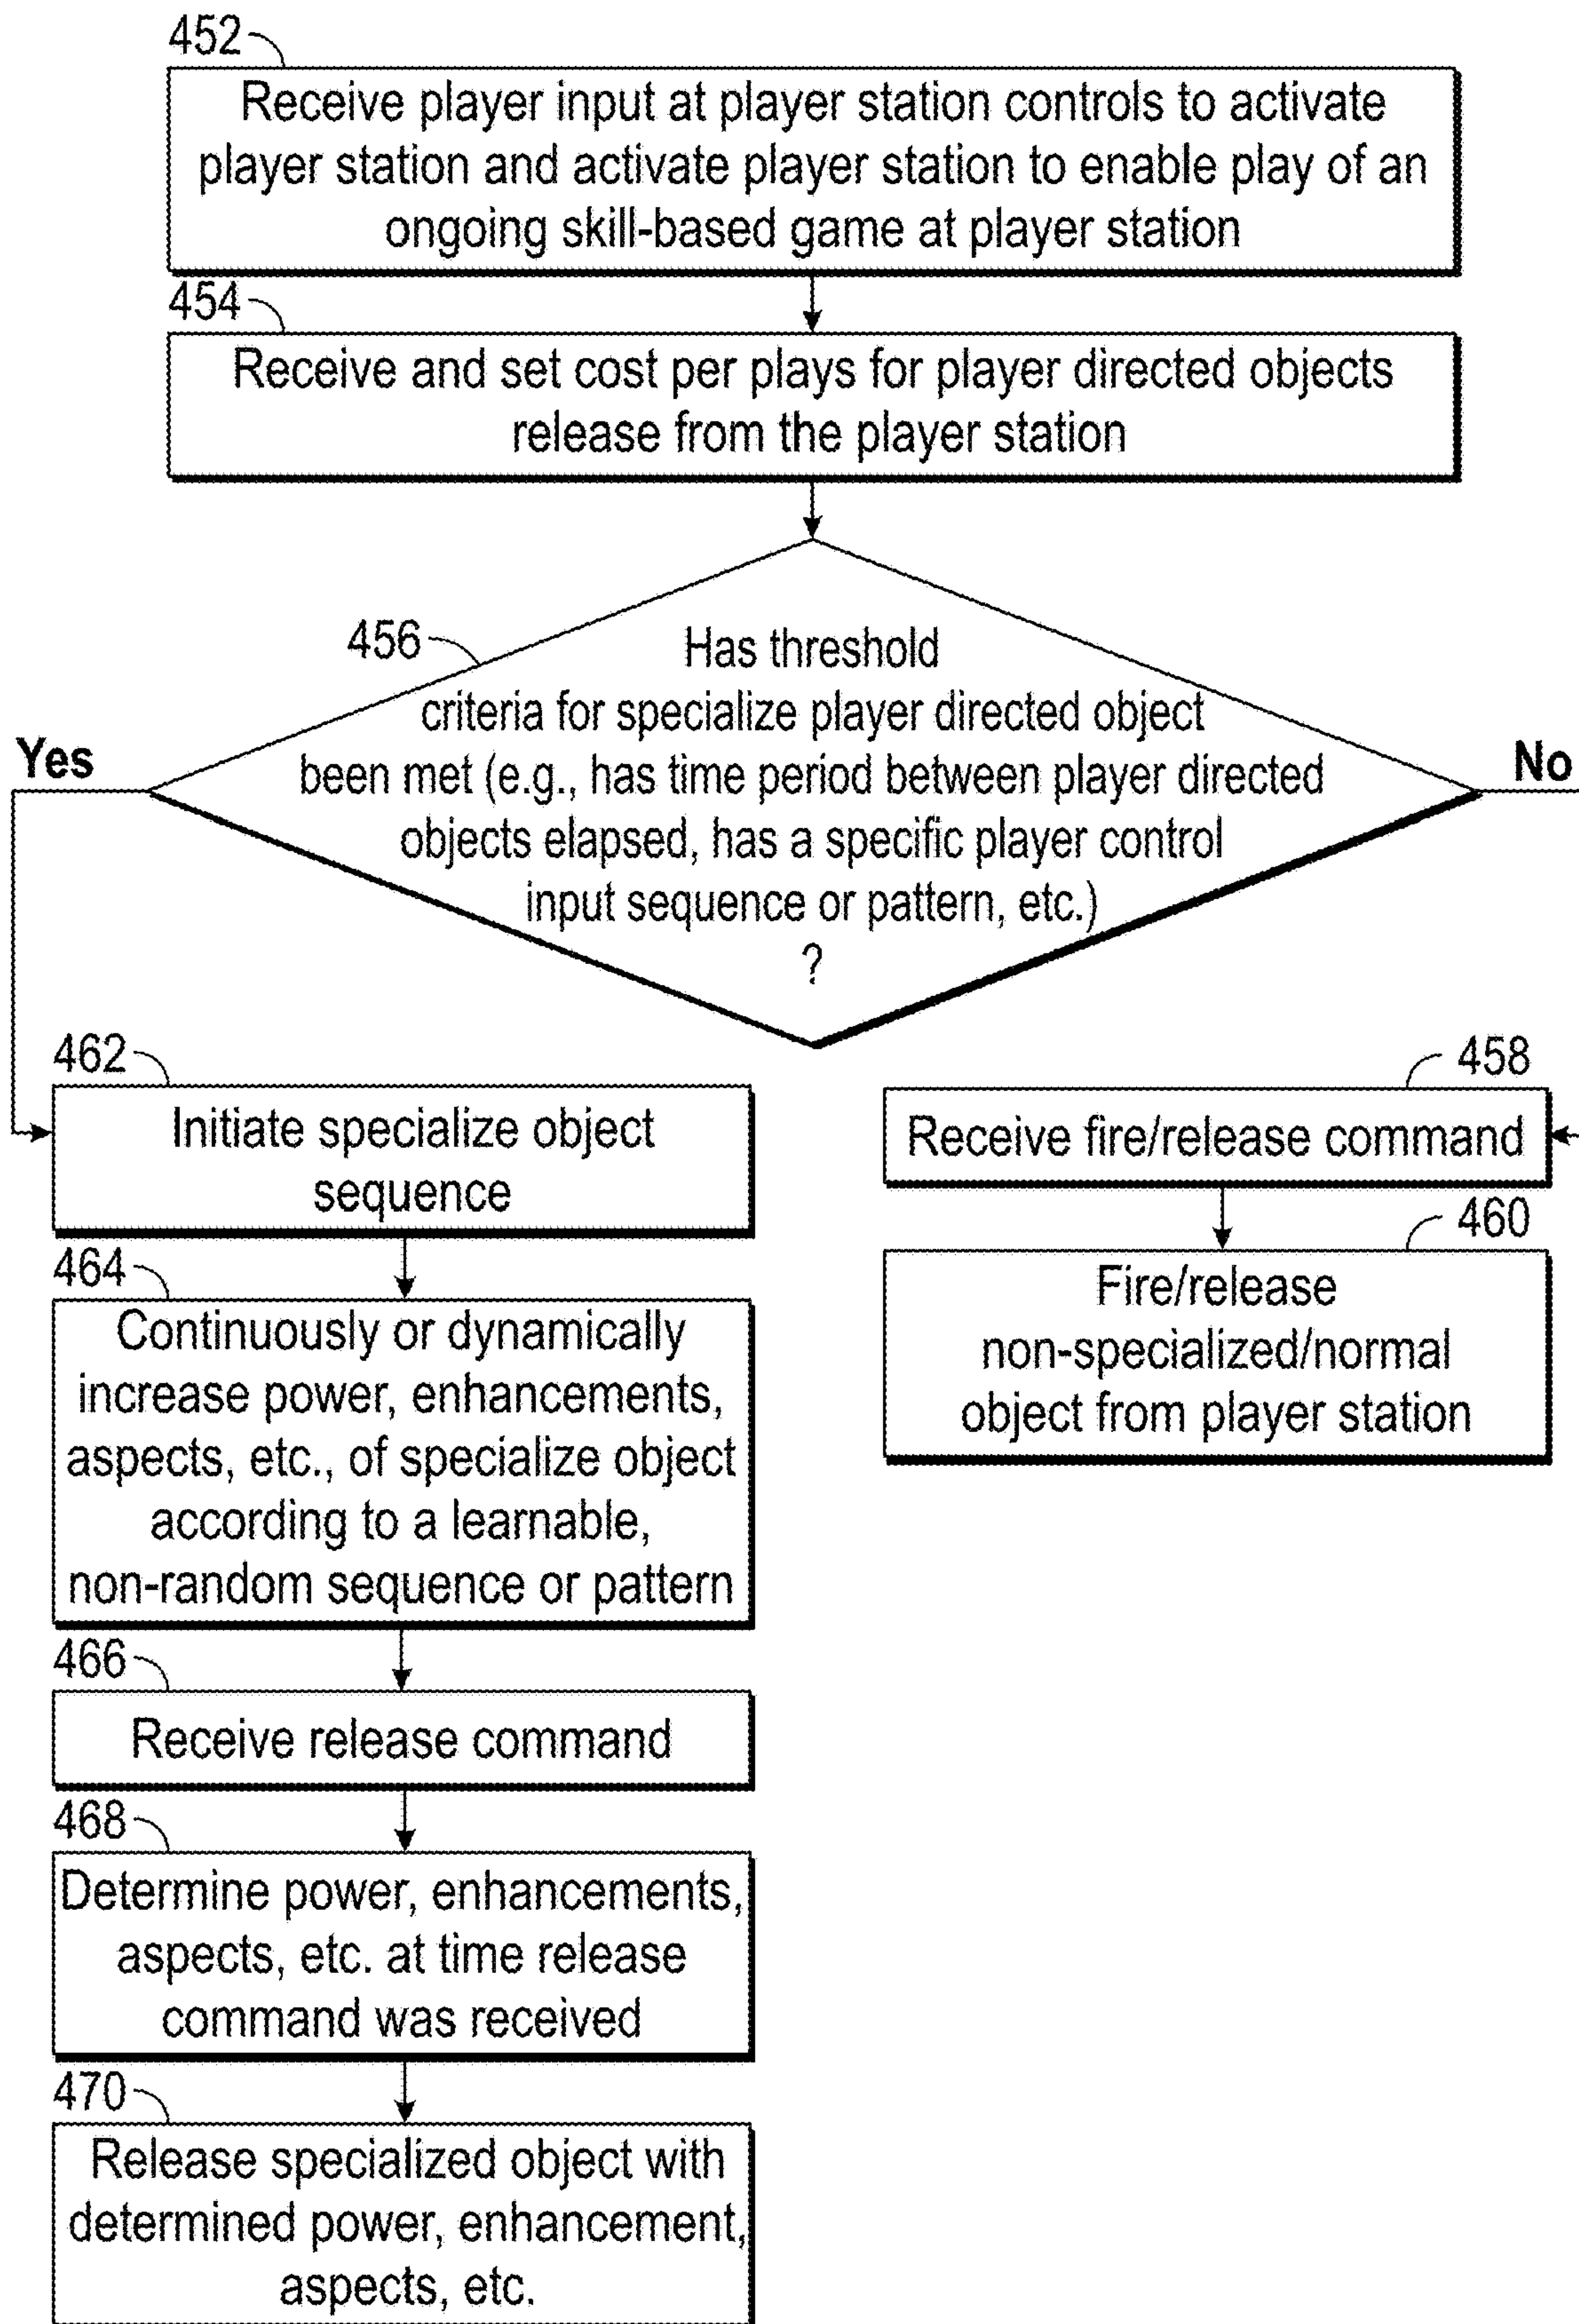 452
Receive player input at player station controls to activate
player station and activate player station to enable play of an
ongoing skill-based game at player station
454
Receive and set cost per plays for player directed objects
release from the player station
456
Has threshold
criteria for specialize player directed object
been met (e.g., has time period between player directed
objects elapsed, has a specific player control
input sequence or pattern, etc.)
?
Yes
No
462
Initiate specialize object
sequence
464
Continuously or dynamically
increase power, enhancements,
aspects, etc., of specialize object
according to a learnable,
non-random sequence or pattern
466
Receive release command
468
Determine power, enhancements,
aspects, etc. at time release
command was received
470
Release specialized object with
determined power, enhancement,
aspects, etc.
458
Receive fire/release command
460
Fire/release
non-specialized/normal
object from player station